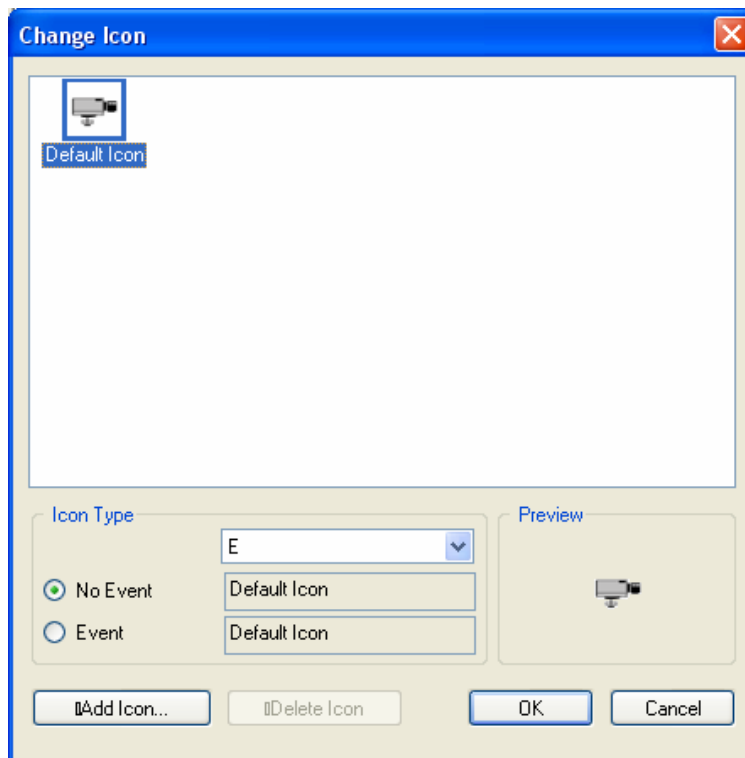 Change Icon
Default Icon
Icon Type
E
No Event
Default Icon
Event
Default Icon
Preview
Add Icon...
Delete Icon
OK
Cancel